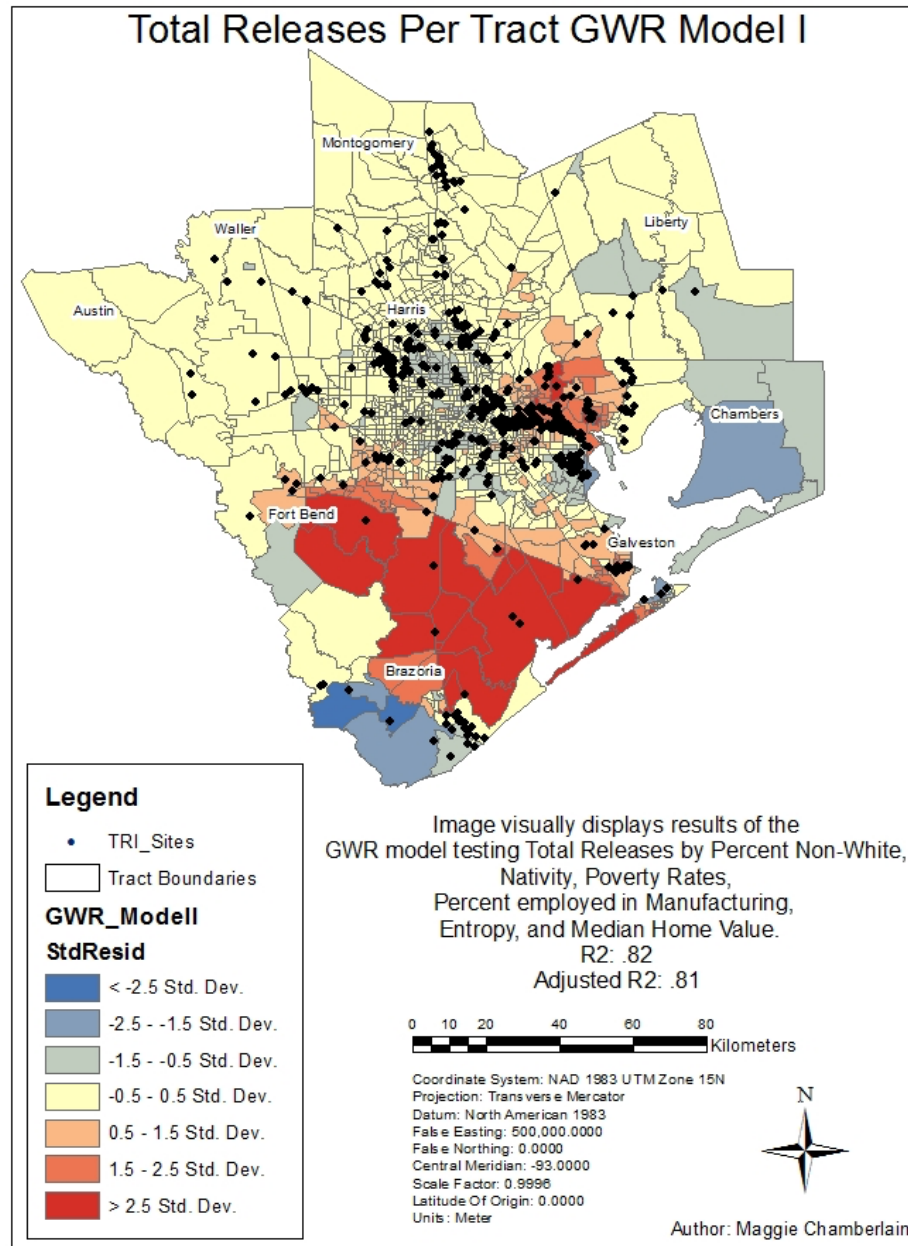 Total Releases Per Tract GWR Model I
Montogomery
Waller
Liberty
Austin
Harris
Chambers
Fort Bend
Galveston
Brazoria
Legend
TRI_Sites
Tract Boundaries
GWR_ModelI
StdResid
< -2.5 Std. Dev.
-2.5 - -1.5 Std. Dev.
-1.5 - -0.5 Std. Dev.
-0.5 - 0.5 Std. Dev.
0.5 - 1.5 Std. Dev.
1.5 - 2.5 Std. Dev.
> 2.5 Std. Dev.
Image visually displays results of the
GWR model testing Total Releases by Percent Non-White,
Nativity, Poverty Rates,
Percent employed in Manufacturing,
Entropy, and Median Home Value.
R2: .82
Adjusted R2: .81
0 10 20 40 60 80
Kilometers
Coordinate System: NAD 1983 UTM Zone 15N
Projection: Transverse Mercator
Datum: North American 1983
False Easting: 500,000.0000
False Northing: 0.0000
Central Meridian: -93.0000
Scale Factor: 0.9996
Latitude Of Origin: 0.0000
Units: Meter
N
Author: Maggie Chamberlain